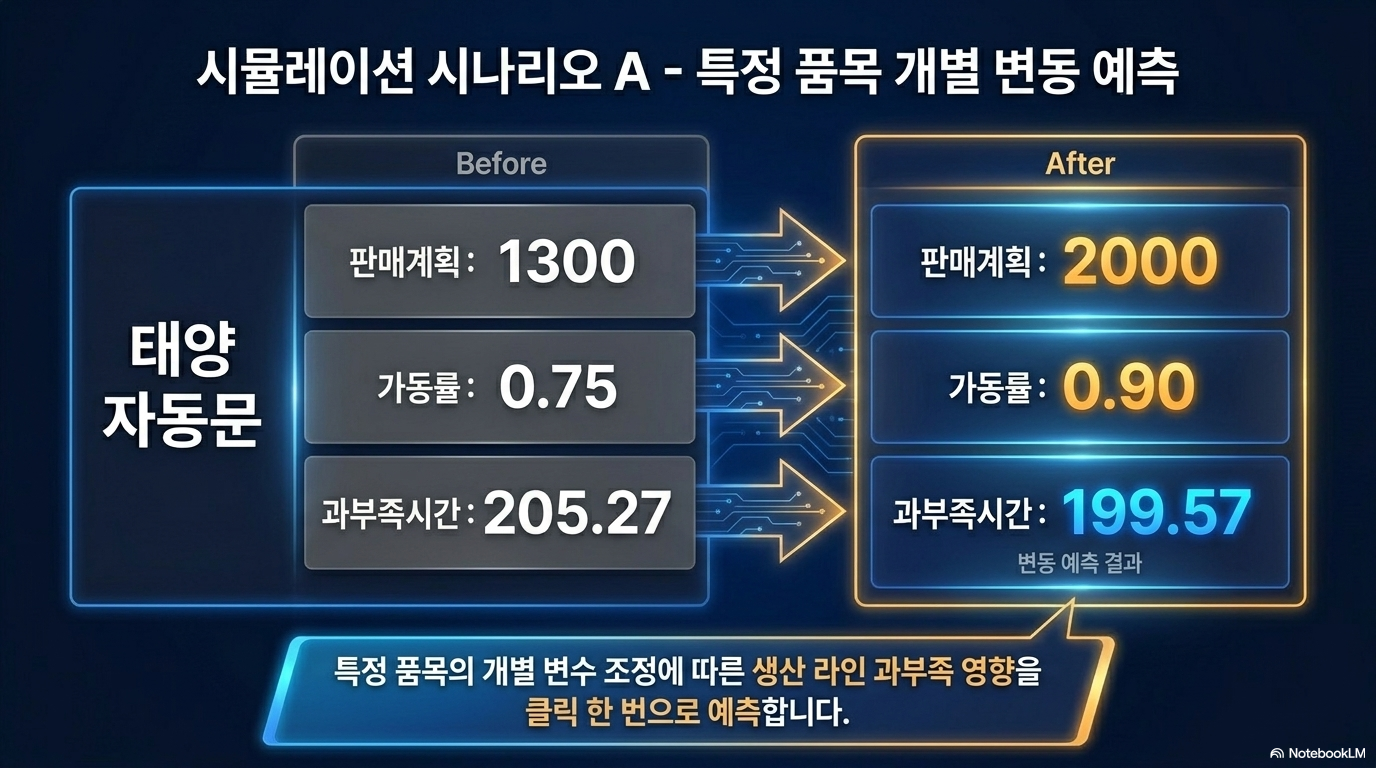 시뮬레이션 시나리오 A - 특정 품목 개별 변동 예측
Before
태양
자동문
판매계획 : 1300
가동률 : 0.75
과부족시간 : 205.27
After
판매계획 : 2000
가동률 : 0.90
과부족시간 : 199.57
변동 예측 결과
특정 품목의 개별 변수 조정에 따른 생산 라인 과부족 영향을
클릭 한 번으로 예측합니다.
NotebookLM